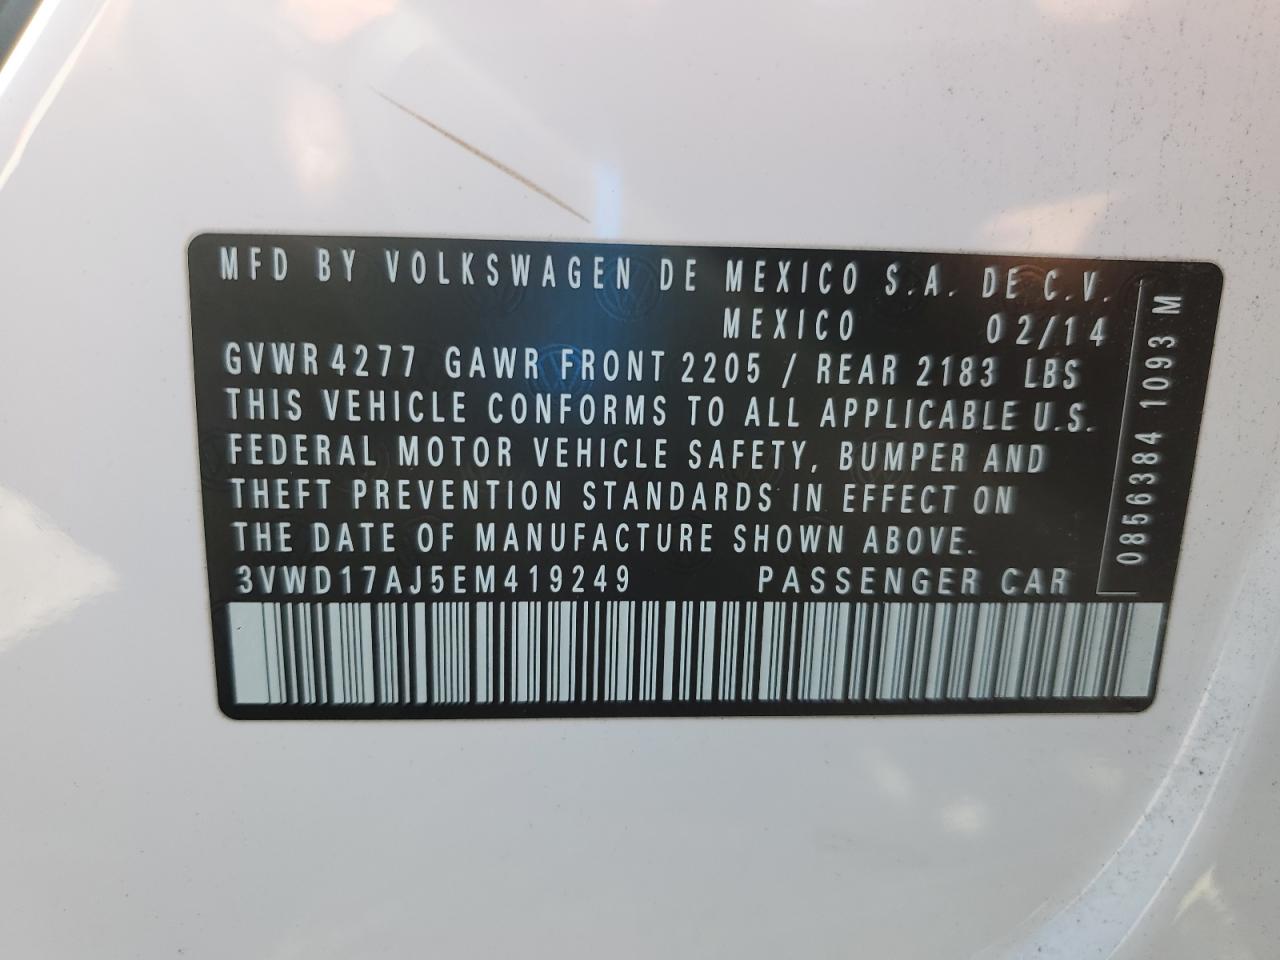 MFD BY VOLKSWAGEN DE MEXICO S.A. DE C.V.
MEXICO 02/14
GVWR 4277 GAWR FRONT 2205 / REAR 2183 LBS
THIS VEHICLE CONFORMS TO ALL APPLICABLE U.S.
FEDERAL MOTOR VEHICLE SAFETY, BUMPER AND
THEFT PREVENTION STANDARDS IN EFFECT ON
THE DATE OF MANUFACTURE SHOWN ABOVE.
3VWD17AJ5EM419249 PASSENGER CAR
0856384 1093 M